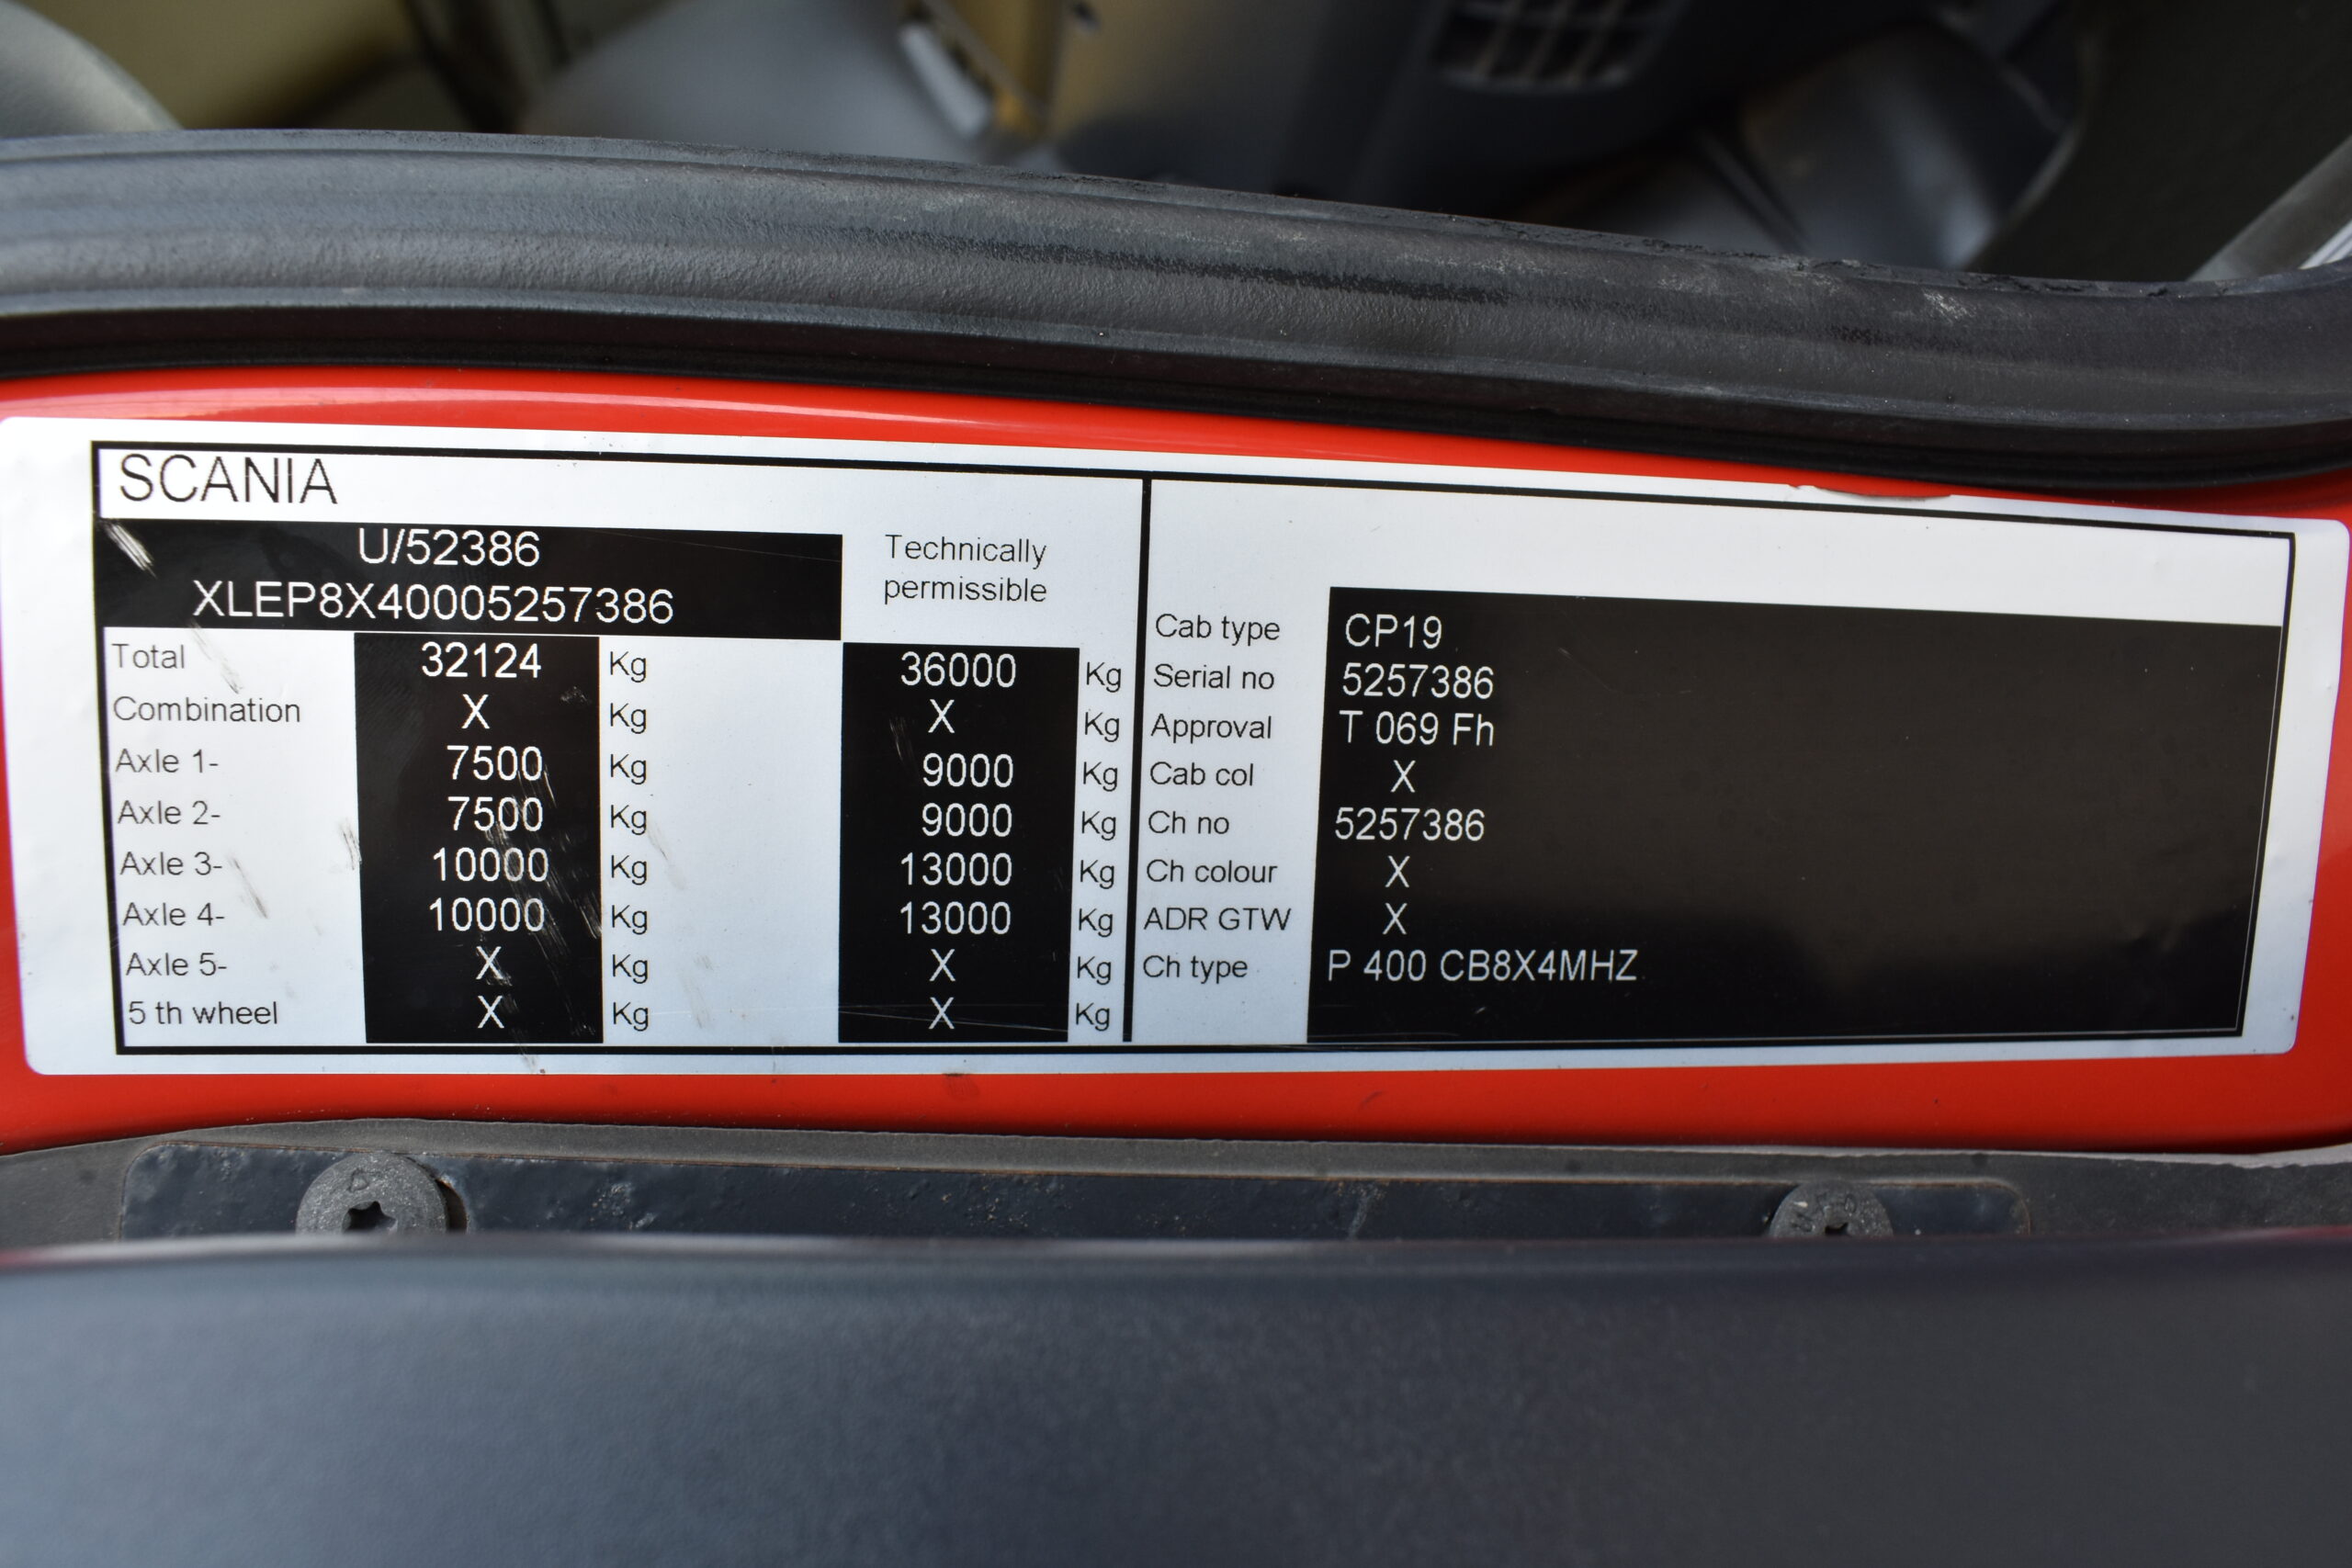 SCANIA
U/52386
XLEP8X40005257386
Technically
permissible
Total 32124 Kg 36000 Kg
Combination X Kg X Kg
Axle 1- 7500 Kg 9000 Kg
Axle 2- 7500 Kg 9000 Kg
Axle 3- 10000 Kg 13000 Kg
Axle 4- 10000 Kg 13000 Kg
Axle 5- X Kg X Kg
5 th wheel X Kg X Kg
Cab type CP19
Serial no 5257386
Approval T 069 Fh
Cab col X
Ch no 5257386
Ch colour X
ADR GTW X
Ch type P 400 CB8X4MHZ